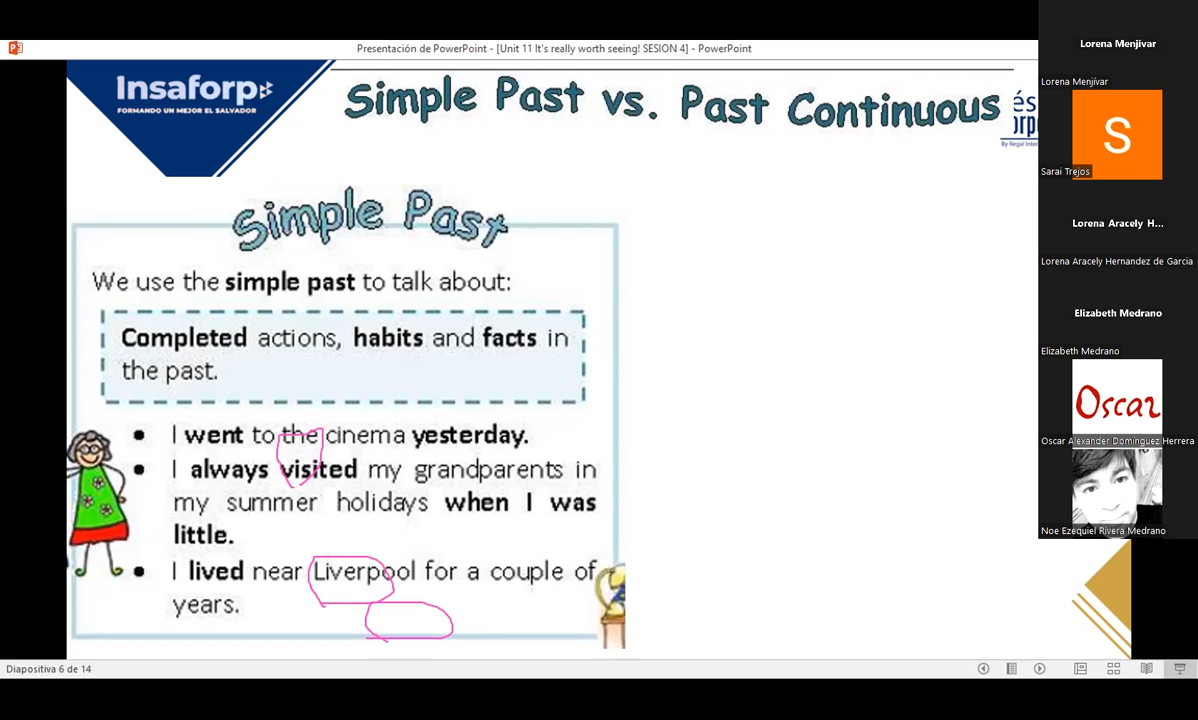 Presentación de PowerPoint - [Unit 11 It's really worth seeing! SESION 4] - PowerPoint
Insaforp
FORMANDO UN MEJOR EL SALVADOR
Simple Past vs. Past Continuous
Simple Past
We use the simple past to talk about:
Completed actions, habits and facts in
the past.
• I went to the cinema yesterday.
• I always visited my grandparents in
my summer holidays when I was
little.
• I lived near Liverpool for a couple of
years.
Diapositiva 6 de 14
Lorena Menjívar
Lorena Menjívar
S
Sarai Trejos
Lorena Aracely H...
Lorena Aracely Hernandez de Garcia
Elizabeth Medrano
Elizabeth Medrano
Oscar
Oscar Alexander Domínguez Herrera
Noe Ezequiel Rivera Medrano